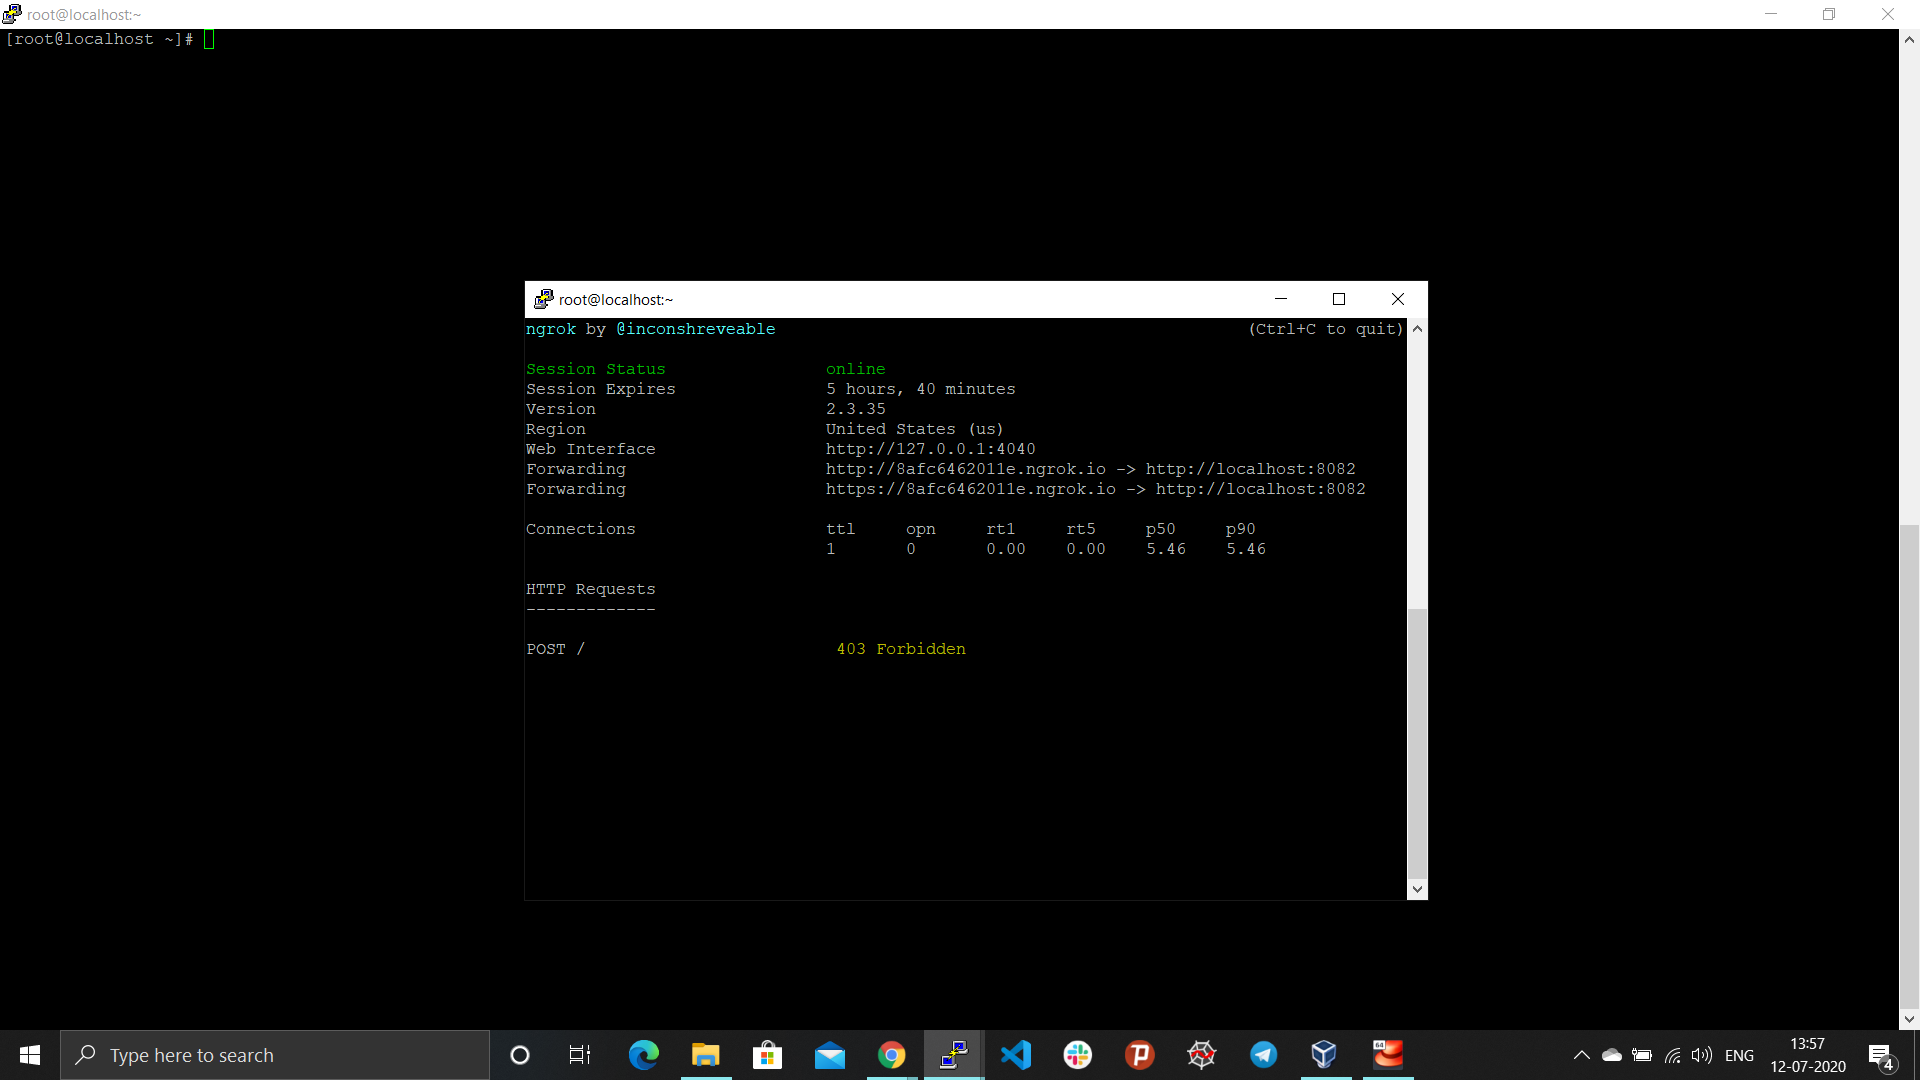 root@localhost:~
[root@localhost ~]#
root@localhost:~
ngrok by @inconshreveable (Ctrl+C to quit)
Session Status online
Session Expires 5 hours, 40 minutes
Version 2.3.35
Region United States (us)
Web Interface http://127.0.0.1:4040
Forwarding http://8afc6462011e.ngrok.io -> http://localhost:8082
Forwarding https://8afc6462011e.ngrok.io -> http://localhost:8082
Connections ttl opn rt1 rt5 p50 p90
1 0 0.00 0.00 5.46 5.46
HTTP Requests
-------------
POST / 403 Forbidden
Type here to search
64
ENG
13:57
12-07-2020
4